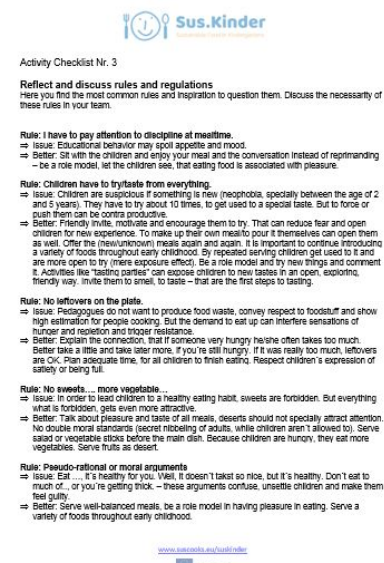 Sus.Kinder
Activity Checklist Nr. 3
Reflect and discuss rules and regulations
Here you find the most common rules and inspiration to question them. Discuss the necessarity of
these rules in your team.
Rule: I have to pay attention to discipline at mealtime.
⇒ Issue: Educational behavior may spoil appetite and mood.
⇒ Better: Sit with the children and enjoy your meal and the conversation instead of reprimanding
– be a role model, let the children see, that eating food is associated with pleasure.
Rule: Children have to try/taste from everything.
⇒ Issue: Children are suspicious if something is new (neophobia, specially between the age of 2
and 5 years). They have to try about 10 times, to get used to a special taste. But to force or
push them can be contra productive.
⇒ Better: Friendly invite, motivate and encourage them to try. That can reduce fear and open
children for new experience. To make up their own meal/to pour it themselves can open them
as well. Offer the (new/unknown) meals again and again. It is important to continue introducing
a variety of foods throughout early childhood. By repeated serving children get used to it and
are more open to try (mere exposure effect). Be a role model and try new things and comment
it. Activities like "tasting parties" can expose children to new tastes in an open, exploring,
friendly way. Invite them to smell, to taste – that are the first steps to tasting.
Rule: No leftovers on the plate.
⇒ Issue: Pedagogues do not want to produce food waste, convey respect to foodstuff and show
high estimation for people cooking. But the demand to eat up can interfere sensations of
hunger and repletion and trigger resistance.
⇒ Better: Explain the connection, that if someone very hungry he/she often takes too much.
Better take a little and take later more, if you´re still hungry. If it was really too much, leftovers
are OK. Plan adequate time, for all children to finish eating. Respect children´s expression of
satiety or being full.
Rule: No sweets…. more vegetable…
⇒ Issue: In order to lead children to a healthy eating habit, sweets are forbidden. But everything
what is forbidden, gets even more attractive.
⇒ Better: Talk about pleasure and taste of all meals, deserts should not specially attract attention.
No double moral standards (secret nibbeling of adults, while children aren´t allowed). Serve
salad or vegetable sticks before the main dish. Because children are hungry, they eat more
vegetables. Serve fruits as desert.
Rule: Pseudo-rational or moral arguments
⇒ Issue: Eat …, it´s healthy for you. Well, it doesn´t takst so nice, but it´s healthy. Don´t eat to
much of.., or you´re getting thick. – these arguments confuse, unsettle children and make them
feel guilty.
⇒ Better: Serve well-balanced meals, be a role model in having pleasure in eating. Serve a
variety of foods throughout early childhood.
www.suscooks.eu/suskinder